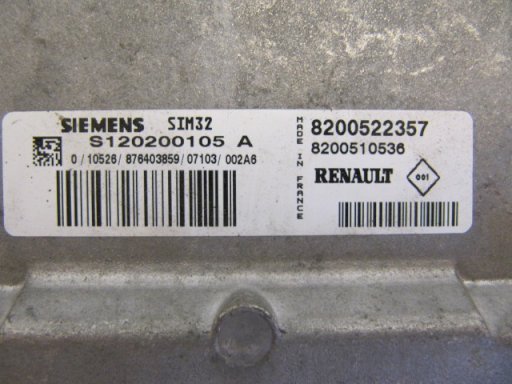 SIEMENS SIM32
S120200105 A
0/10526/876403859/07103/002A6
MADE IN FRANCE
8200522357
8200510536
RENAULT 001